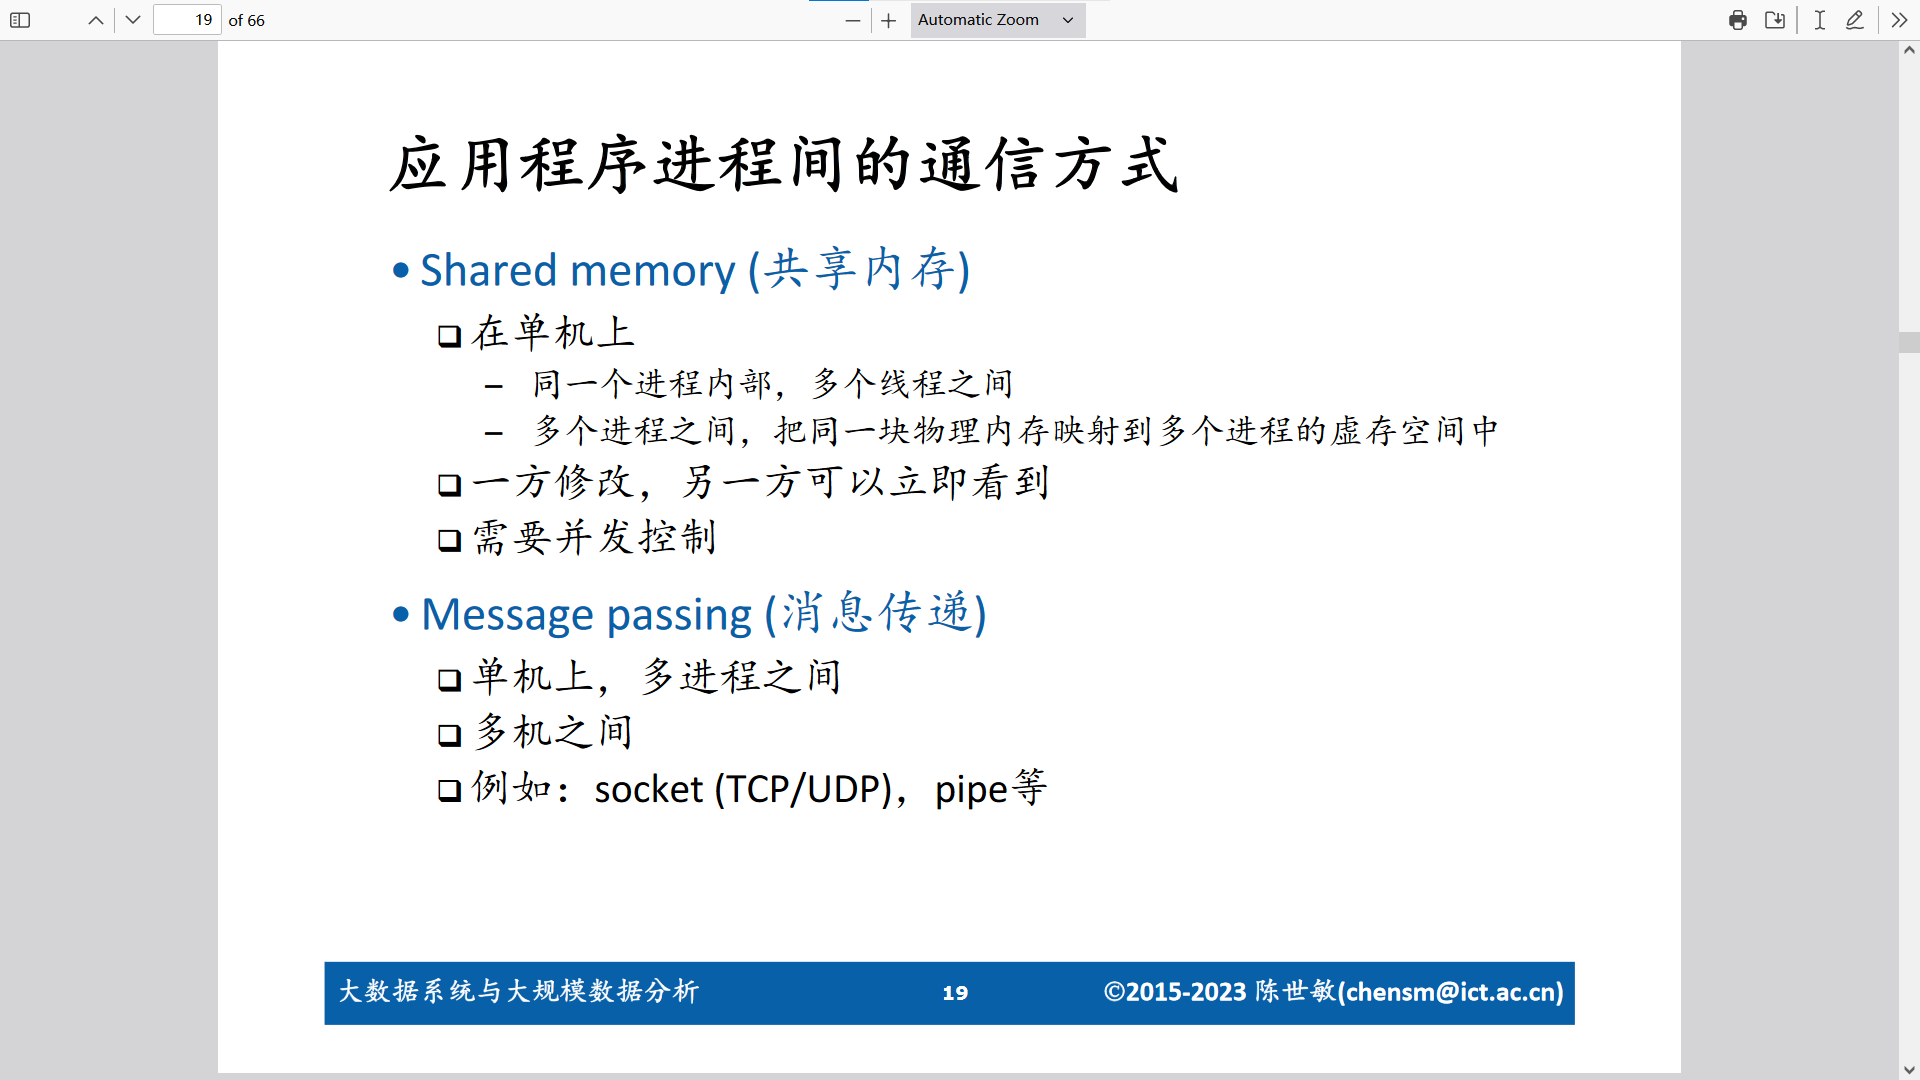 19 of 66
Automatic Zoom
应用程序进程间的通信方式
• Shared memory (共享内存)
❑ 在单机上
– 同一个进程内部，多个线程之间
– 多个进程之间，把同一块物理内存映射到多个进程的虚存空间中
❑ 一方修改，另一方可以立即看到
❑ 需要并发控制
• Message passing (消息传递)
❑ 单机上，多进程之间
❑ 多机之间
❑ 例如：socket (TCP/UDP)，pipe等
大数据系统与大规模数据分析 19 ©2015-2023 陈世敏(chensm@ict.ac.cn)